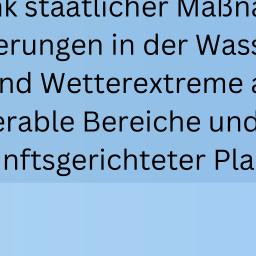 nk staatlicher Maßna
erungen in der Wass
nd Wetterextreme a
erable Bereiche und
nftsgerichteter Pla